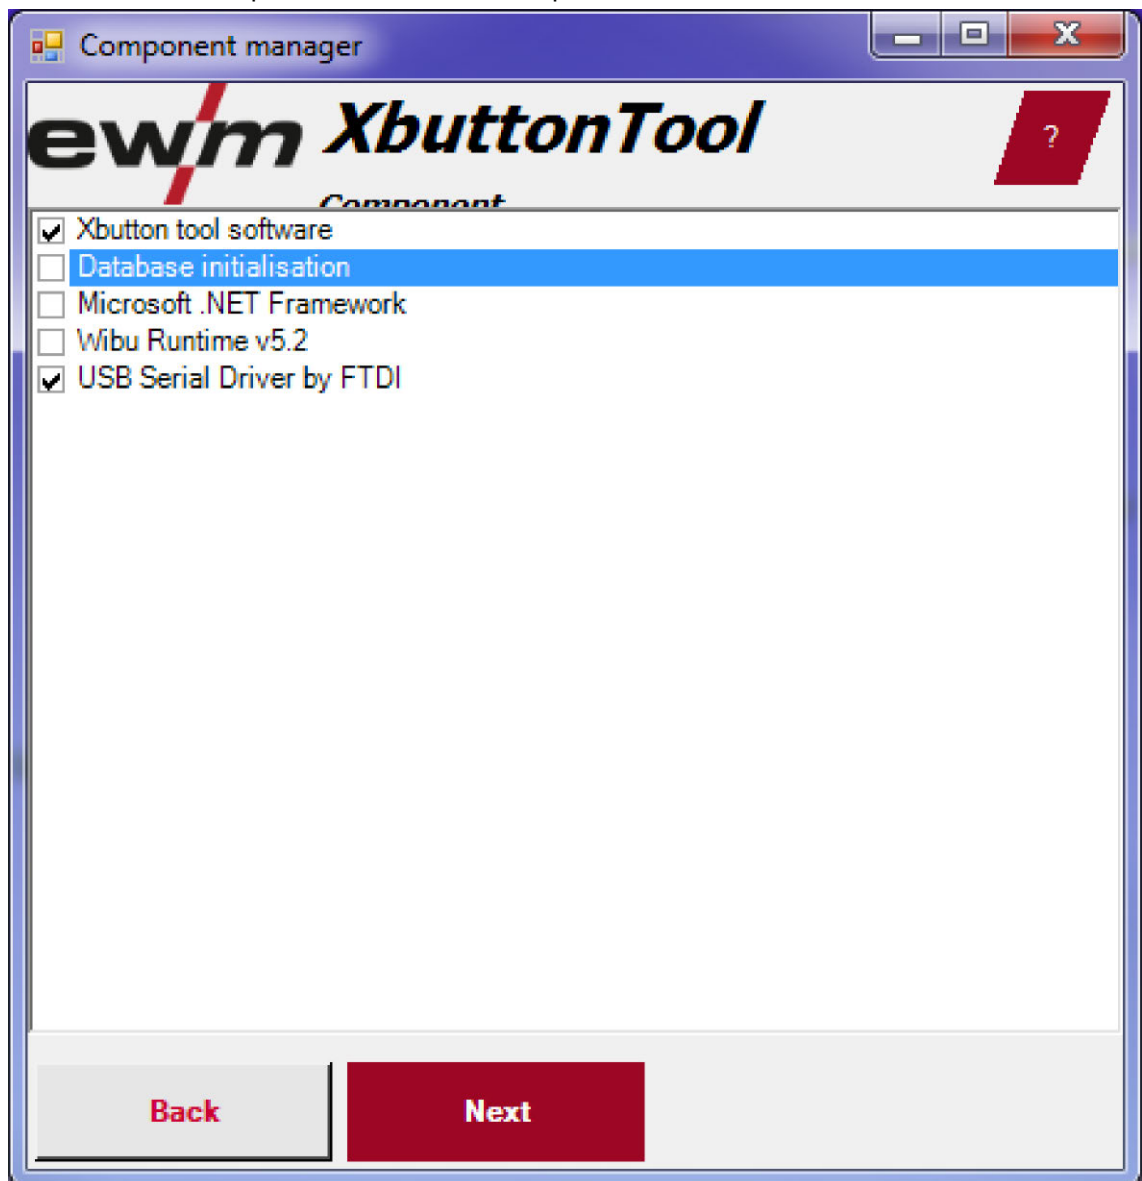 Component manager
ewm XbuttonTool
?
Component
Xbutton tool software
Database initialisation
Microsoft .NET Framework
Wibu Runtime v5.2
USB Serial Driver by FTDI
Back
Next